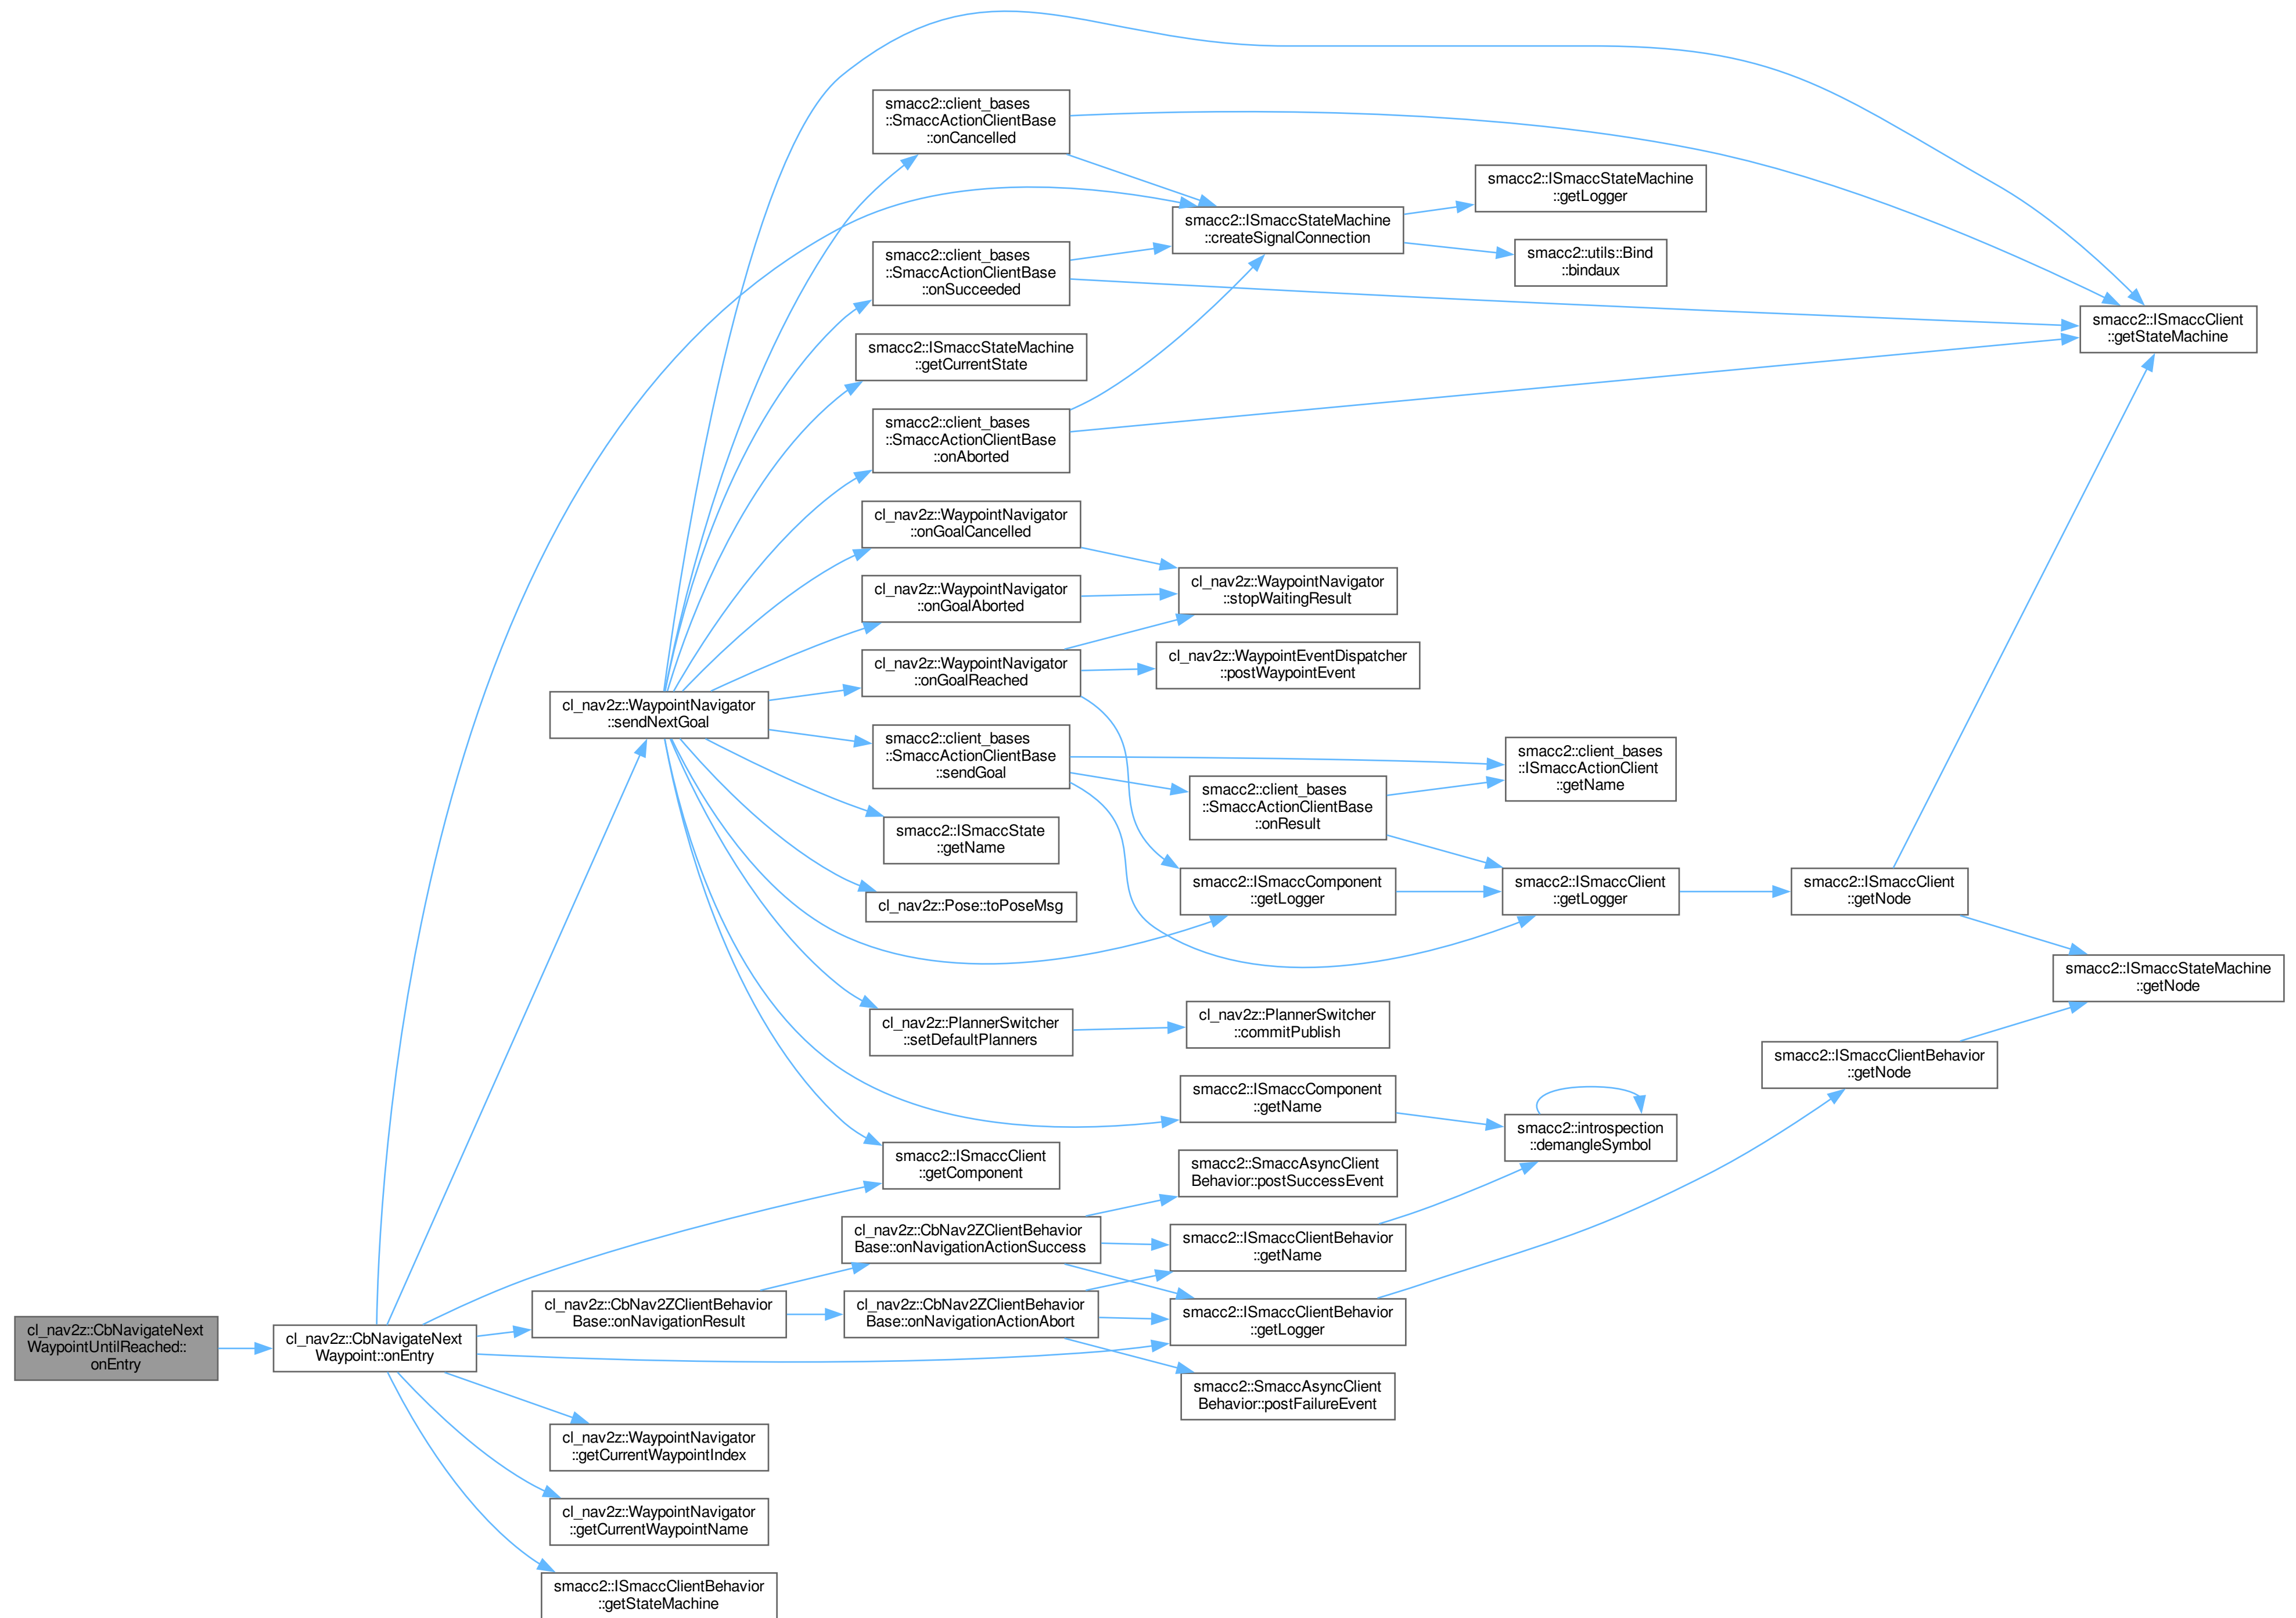 smacc2::client_bases
::SmaccActionClientBase
::onCancelled
smacc2::ISmaccStateMachine
::getLogger
smacc2::ISmaccStateMachine
::createSignalConnection
smacc2::utils::Bind
::bindaux
smacc2::client_bases
::SmaccActionClientBase
::onSucceeded
smacc2::ISmaccClient
::getStateMachine
smacc2::ISmaccStateMachine
::getCurrentState
smacc2::client_bases
::SmaccActionClientBase
::onAborted
cl_nav2z::WaypointNavigator
::onGoalCancelled
cl_nav2z::WaypointNavigator
::stopWaitingResult
cl_nav2z::WaypointNavigator
::onGoalAborted
cl_nav2z::WaypointNavigator
::onGoalReached
cl_nav2z::WaypointEventDispatcher
::postWaypointEvent
cl_nav2z::WaypointNavigator
::sendNextGoal
smacc2::client_bases
::SmaccActionClientBase
::sendGoal
smacc2::client_bases
::ISmaccActionClient
::getName
smacc2::client_bases
::SmaccActionClientBase
::onResult
smacc2::ISmaccState
::getName
smacc2::ISmaccComponent
::getLogger
smacc2::ISmaccClient
::getLogger
smacc2::ISmaccClient
::getNode
cl_nav2z::Pose::toPoseMsg
smacc2::ISmaccStateMachine
::getNode
cl_nav2z::PlannerSwitcher
::setDefaultPlanners
cl_nav2z::PlannerSwitcher
::commitPublish
smacc2::ISmaccClientBehavior
::getNode
smacc2::ISmaccComponent
::getName
smacc2::introspection
::demangleSymbol
smacc2::ISmaccClient
::getComponent
smacc2::SmaccAsyncClient
Behavior::postSuccessEvent
cl_nav2z::CbNav2ZClientBehavior
Base::onNavigationActionSuccess
smacc2::ISmaccClientBehavior
::getName
cl_nav2z::CbNavigateNext
WaypointUntilReached::
onEntry
cl_nav2z::CbNavigateNext
Waypoint::onEntry
cl_nav2z::CbNav2ZClientBehavior
Base::onNavigationResult
cl_nav2z::CbNav2ZClientBehavior
Base::onNavigationActionAbort
smacc2::ISmaccClientBehavior
::getLogger
smacc2::SmaccAsyncClient
Behavior::postFailureEvent
cl_nav2z::WaypointNavigator
::getCurrentWaypointIndex
cl_nav2z::WaypointNavigator
::getCurrentWaypointName
smacc2::ISmaccClientBehavior
::getStateMachine